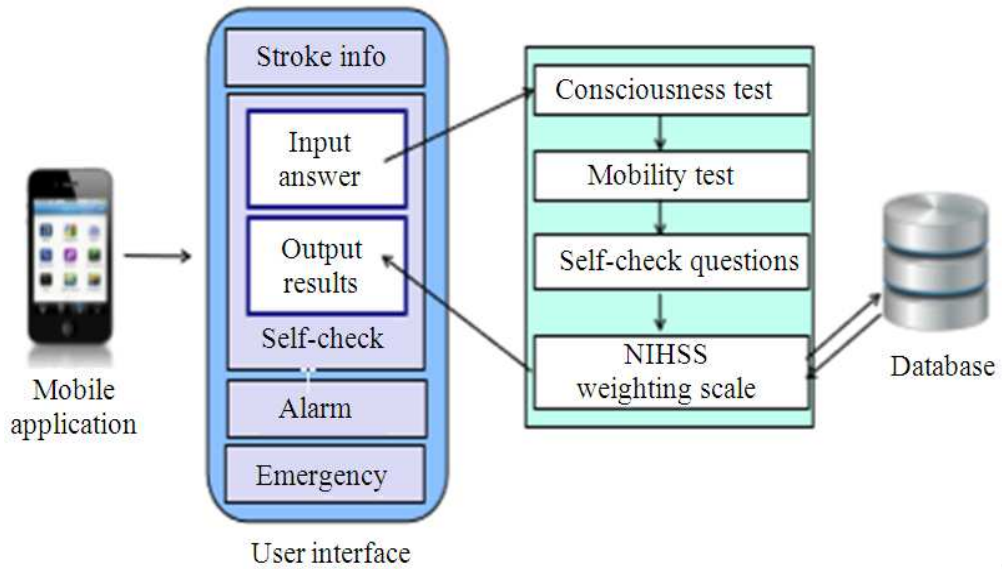 Stroke info
Input
answer
Output
results
Self-check
Alarm
Emergency
User interface
Mobile
application
Consciousness test
Mobility test
Self-check questions
NIHSS
weighting scale
Database